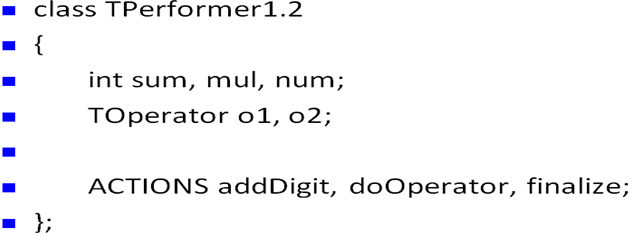 class TPerformer1.2
{
int sum, mul, num;
TOperator o1, o2;
ACTIONS addDigit, doOperator, finalize;
};